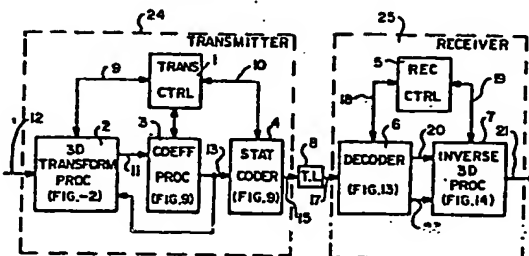 24
TRANSMITTER
TRANS
1
CTRL
9
10
12
2
3D
TRANSFORM
PROC
(FIG.-2)
11
3
COEFF
PROC
(FIG.9)
13
4
STAT
CODER
(FIG.9)
15
8
T.L.
17
25
RECEIVER
5
REC
CTRL
18
19
6
DECODER
(FIG.13)
20
22
7
INVERSE
3D
PROC
(FIG.14)
21